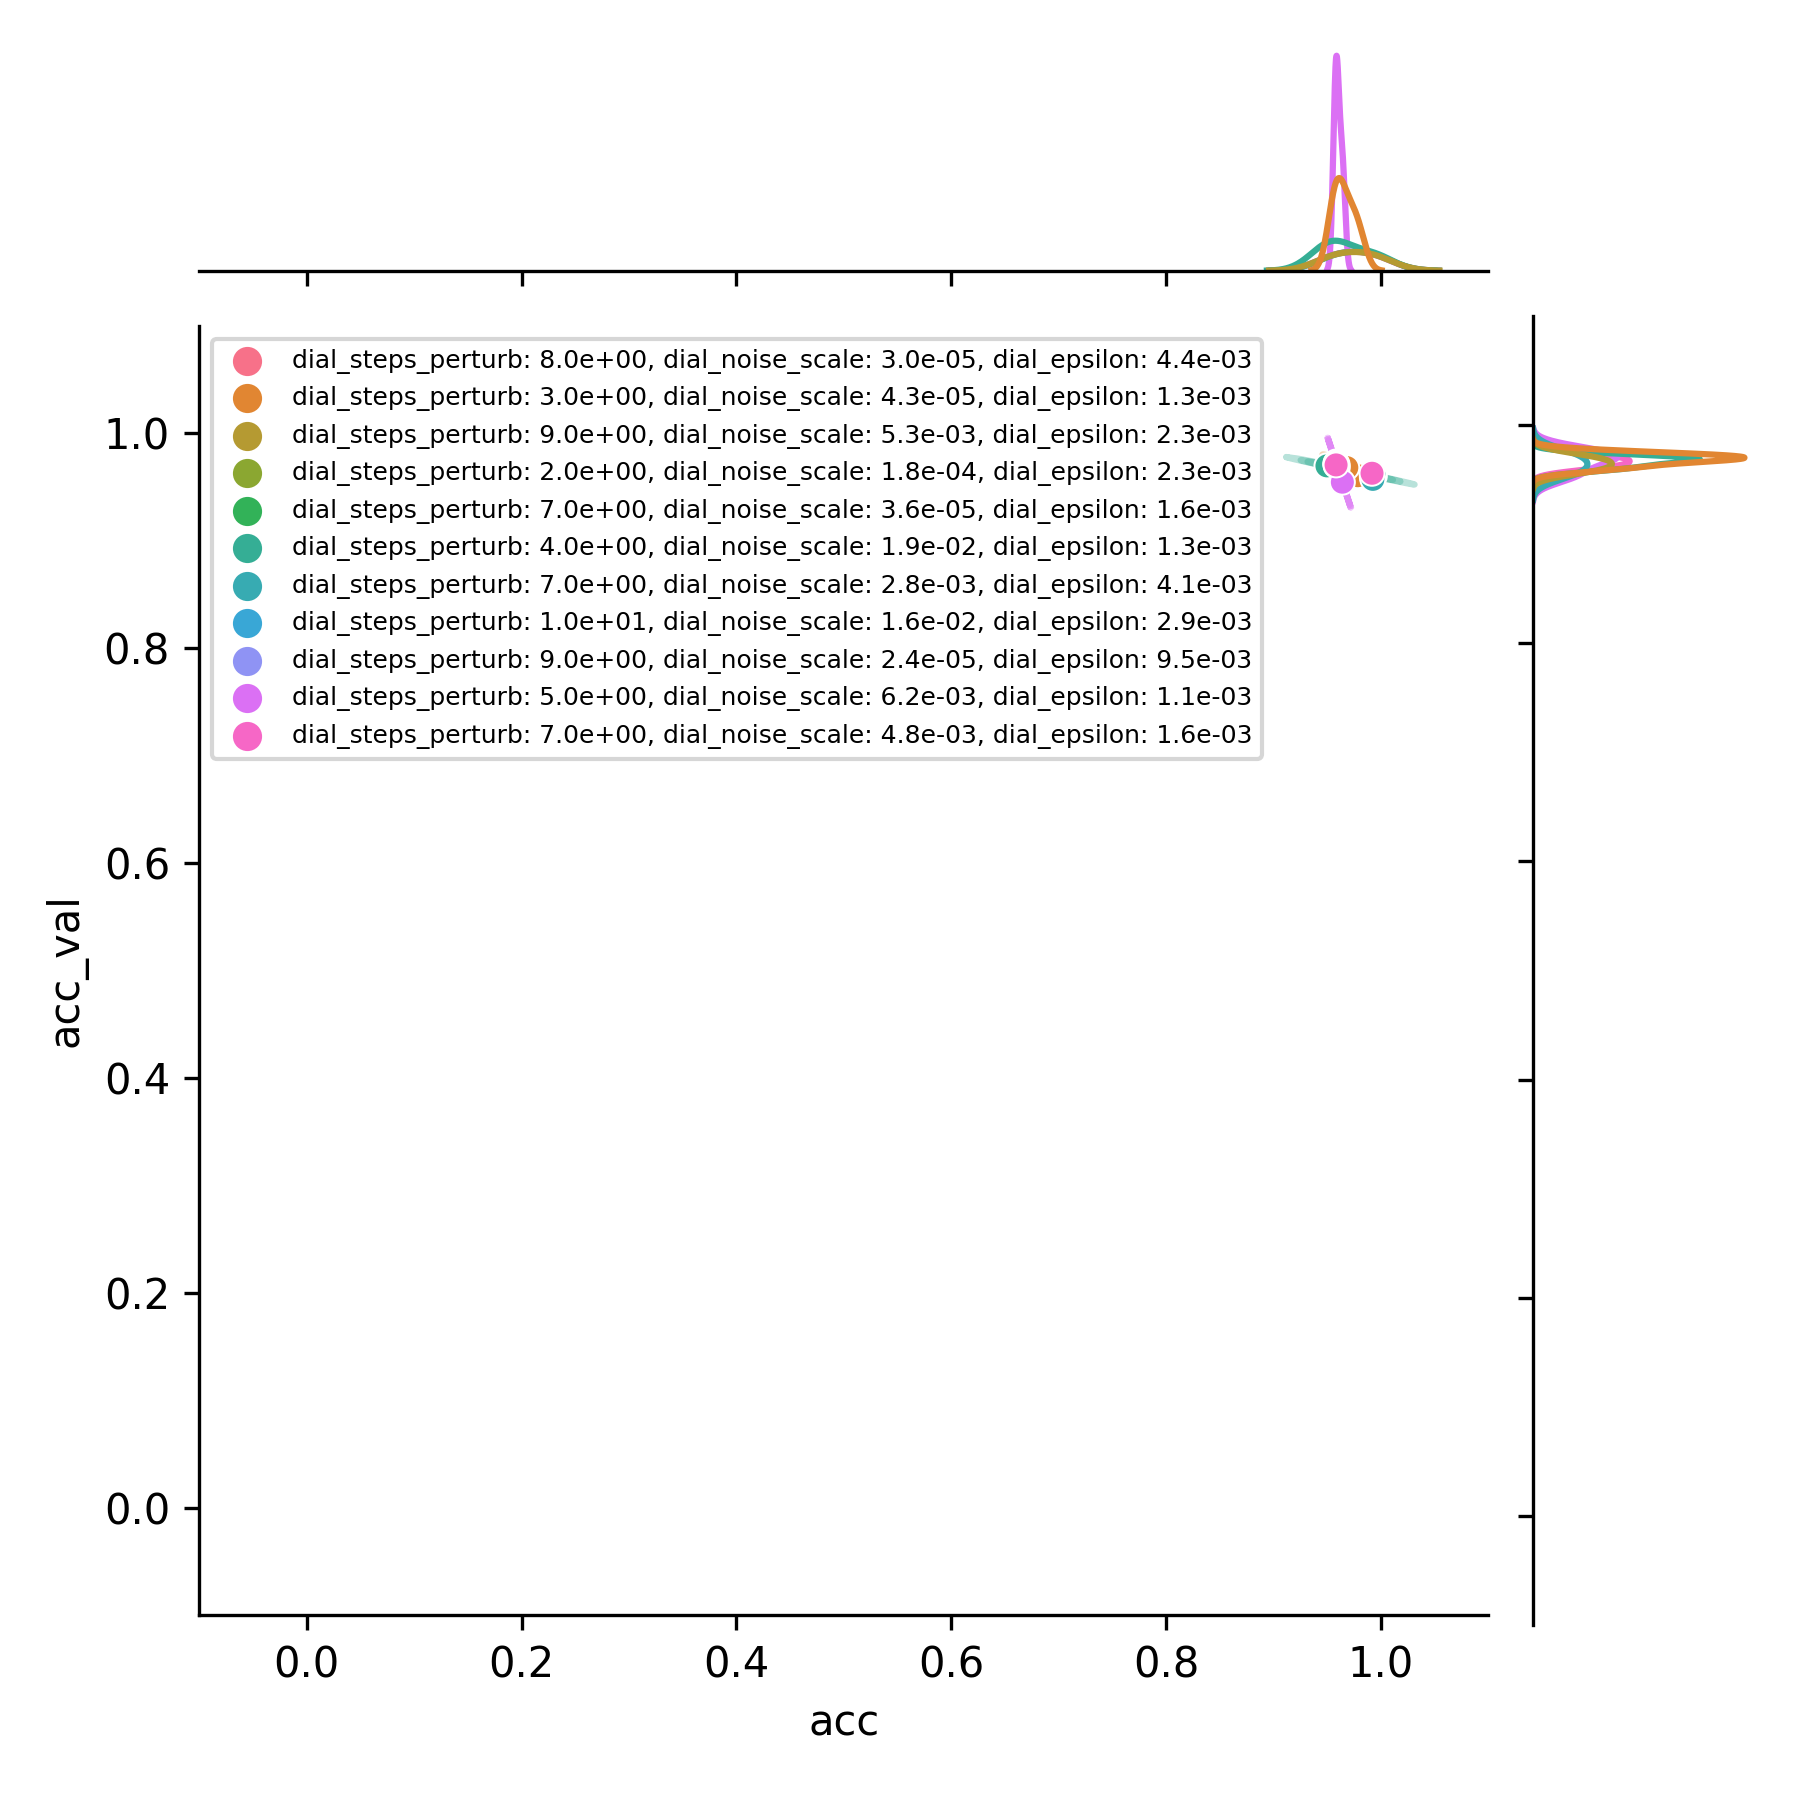 dial_steps_perturb: 8.0e+00, dial_noise_scale: 3.0e-05, dial_epsilon: 4.4e-03
dial_steps_perturb: 3.0e+00, dial_noise_scale: 4.3e-05, dial_epsilon: 1.3e-03
dial_steps_perturb: 9.0e+00, dial_noise_scale: 5.3e-03, dial_epsilon: 2.3e-03
dial_steps_perturb: 2.0e+00, dial_noise_scale: 1.8e-04, dial_epsilon: 2.3e-03
dial_steps_perturb: 7.0e+00, dial_noise_scale: 3.6e-05, dial_epsilon: 1.6e-03
dial_steps_perturb: 4.0e+00, dial_noise_scale: 1.9e-02, dial_epsilon: 1.3e-03
dial_steps_perturb: 7.0e+00, dial_noise_scale: 2.8e-03, dial_epsilon: 4.1e-03
dial_steps_perturb: 1.0e+01, dial_noise_scale: 1.6e-02, dial_epsilon: 2.9e-03
dial_steps_perturb: 9.0e+00, dial_noise_scale: 2.4e-05, dial_epsilon: 9.5e-03
dial_steps_perturb: 5.0e+00, dial_noise_scale: 6.2e-03, dial_epsilon: 1.1e-03
dial_steps_perturb: 7.0e+00, dial_noise_scale: 4.8e-03, dial_epsilon: 1.6e-03
1.0
0.8
0.6
0.4
0.2
0.0
acc_val
0.0 0.2 0.4 0.6 0.8 1.0
acc